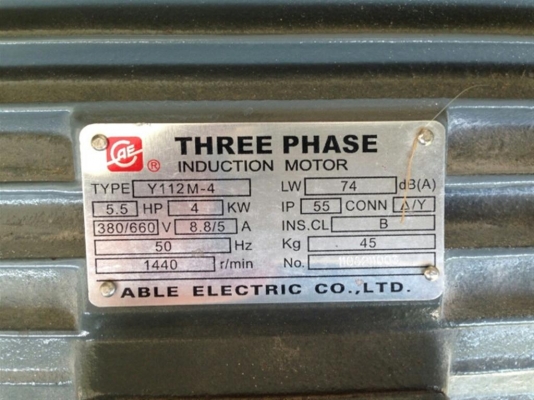 CAE ® THREE PHASE
INDUCTION MOTOR
TYPE Y112M-4 LW 74 dB(A)
5.5 HP 4 KW IP 55 CONN Δ/Y
380/660 V 8.8/5 A INS.CL B
50 Hz Kg 45
1440 r/min No.
ABLE ELECTRIC CO.,LTD.